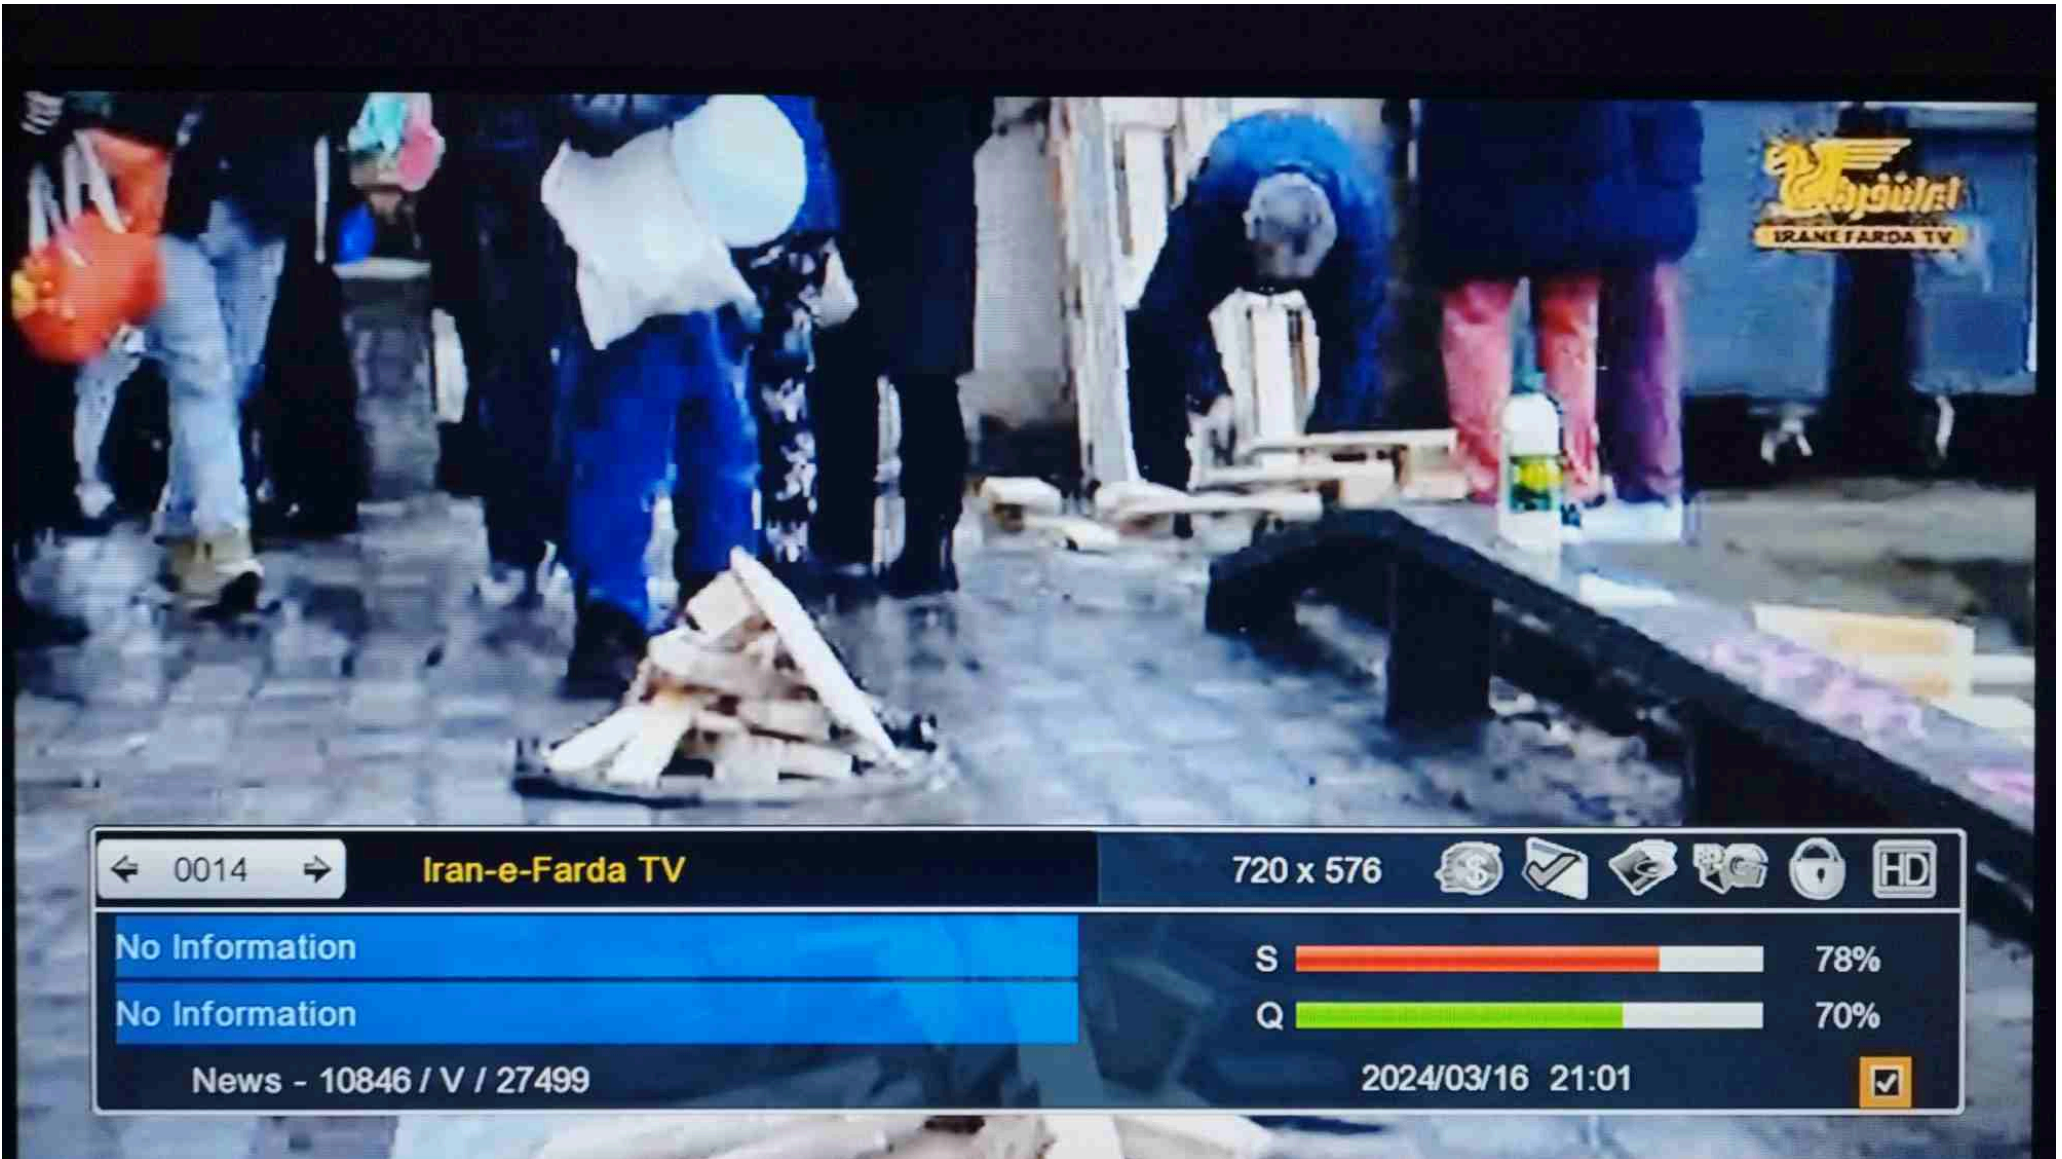 ایران‌فردا
IRANE FARDA TV
0014 Iran-e-Farda TV 720 x 576 $ HD
No Information
S 78%
No Information
Q 70%
News - 10846 / V / 27499
2024/03/16 21:01